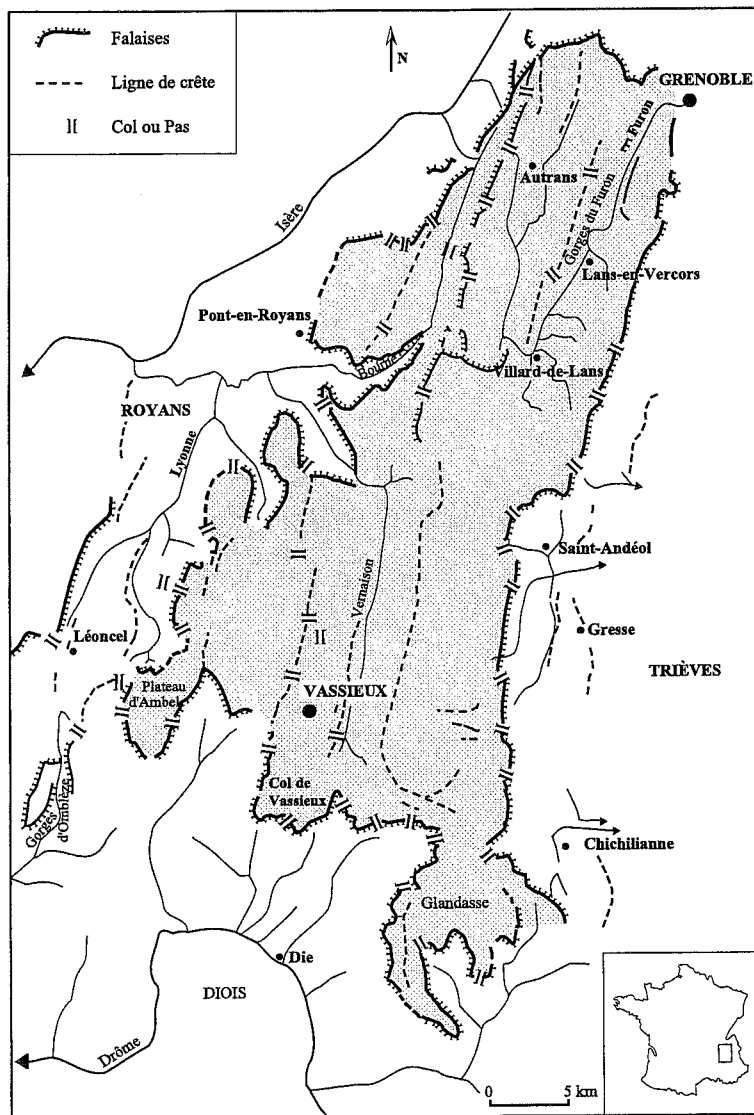 Falaises
Ligne de crête
][ Col ou Pas
N
GRENOBLE
Furon
Autrans
Gorges du Furon
Lans-en-Vercors
Isère
Pont-en-Royans
Bourne
Villard-de-Lans
ROYANS
Lyonne
Saint-Andéol
Vernaison
Gresse
Léoncel
TRIÈVES
Plateau
d'Ambel
VASSIEUX
Col de
Vassieux
Gorges
d'Omblèze
Chichilianne
Glandasse
Die
DIOIS
Drôme
0 5 km